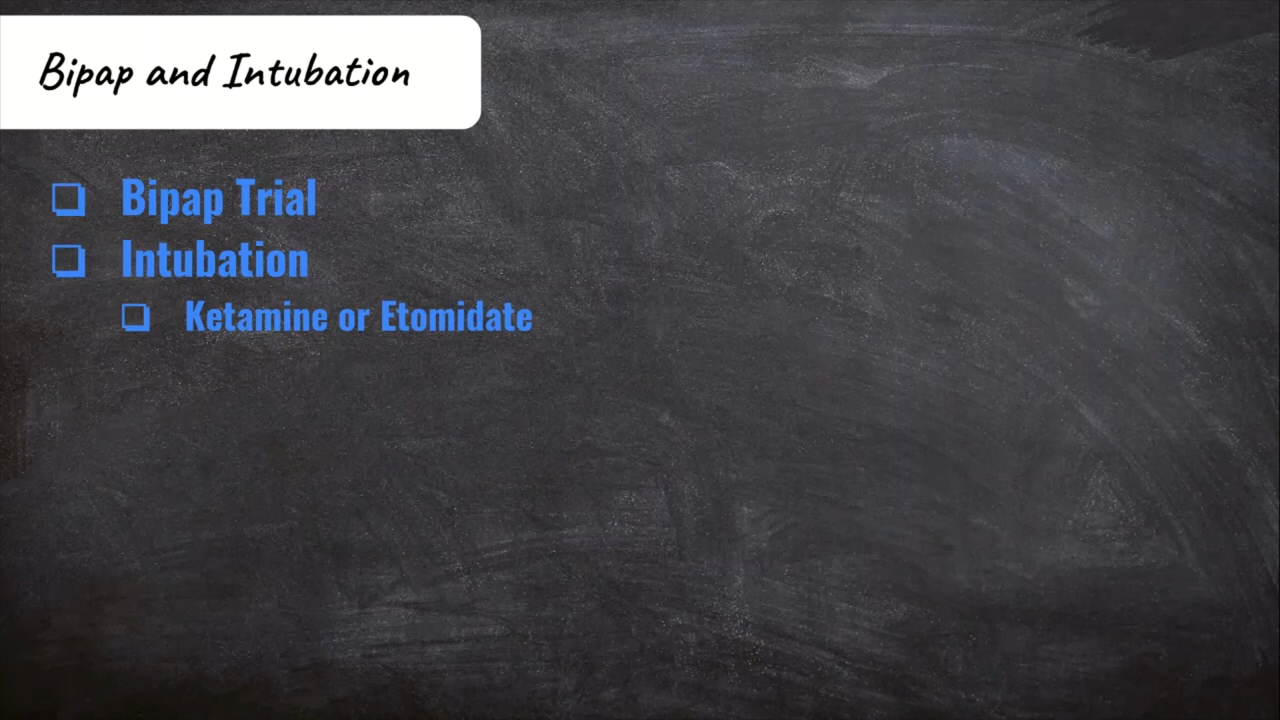 Bipap and Intubation
Bipap Trial
Intubation
Ketamine or Etomidate